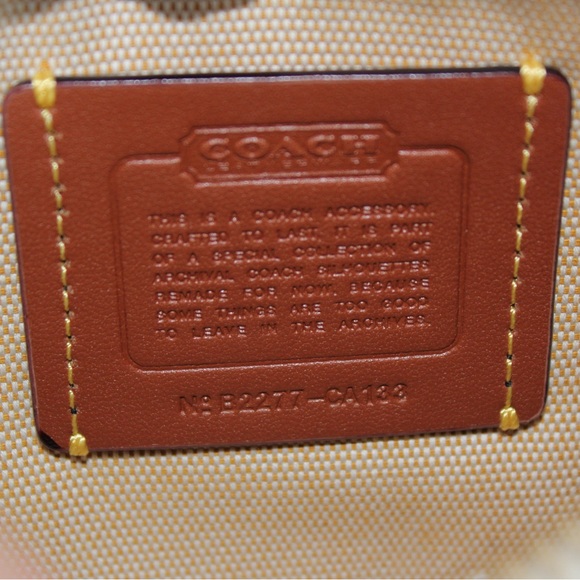 COACH
THIS IS A COACH ACCESSORY,
CRAFTED TO LAST. IT IS PART
OF A SPECIAL COLLECTION OF
ARCHIVAL COACH SILHOUETTES
REMADE FOR NOW. BECAUSE
SOME THINGS ARE TOO GOOD
TO LEAVE IN THE ARCHIVES.
Nº B2277-CA133